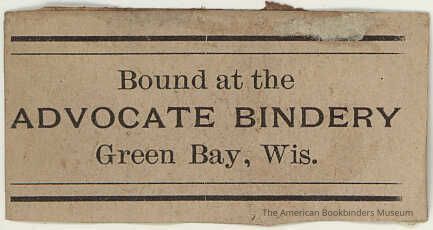 Bound at the
ADVOCATE BINDERY
Green Bay, Wis.
The American Bookbinders Museum